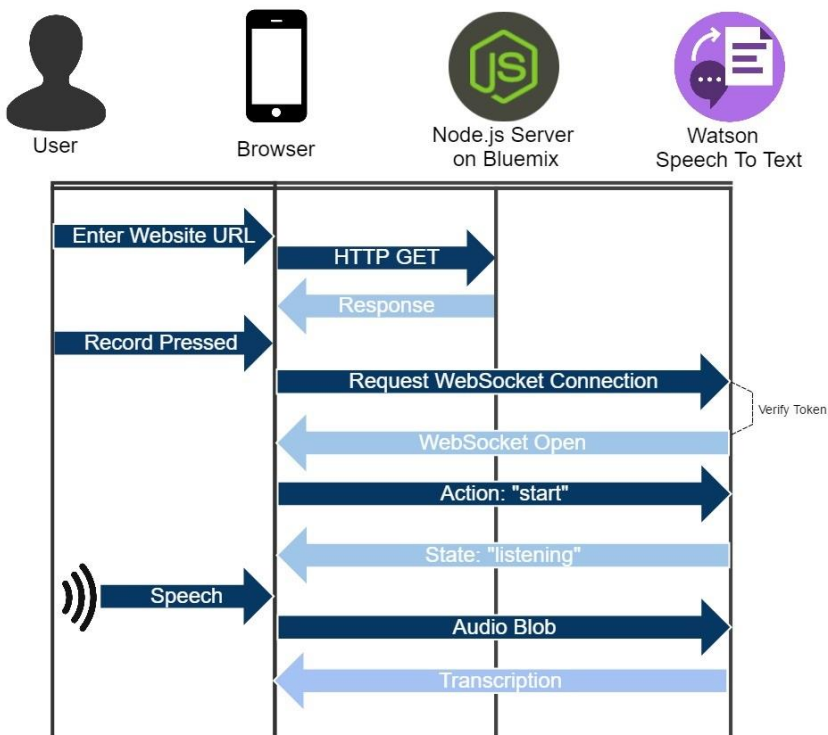 JS
User
Browser
Node.js Server
on Bluemix
Watson
Speech To Text
Enter Website URL
HTTP GET
Response
Record Pressed
Request WebSocket Connection
Verify Token
WebSocket Open
Action: "start"
State: "listening"
Speech
Audio Blob
Transcription